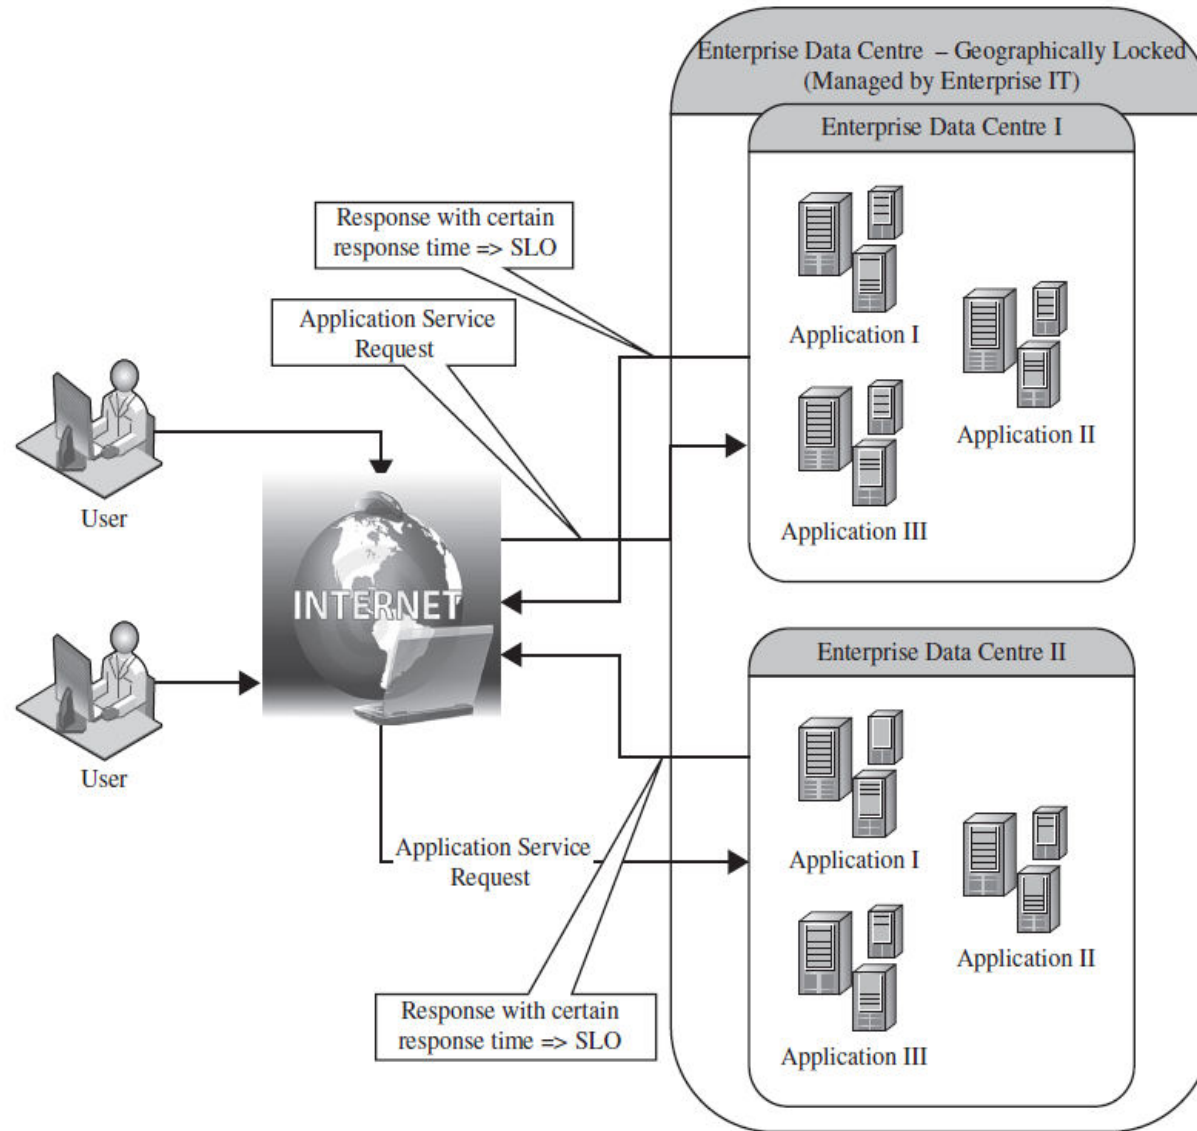 Enterprise Data Centre – Geographically Locked
(Managed by Enterprise IT)
Enterprise Data Centre I
Response with certain
response time => SLO
Application Service
Request
Application I
Application II
Application III
User
INTERNET
User
Enterprise Data Centre II
Application Service
Request
Application I
Application II
Application III
Response with certain
response time => SLO